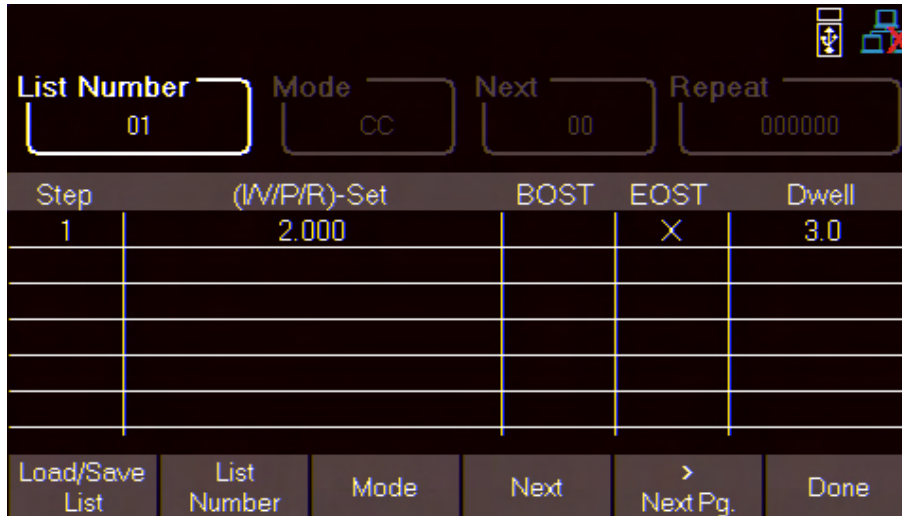 List Number Mode Next Repeat
01 CC 00 000000
Step (I/V/P/R)-Set BOST EOST Dwell
1 2.000 X 3.0
Load/Save List Mode Next > Done
List Number Next Pg.